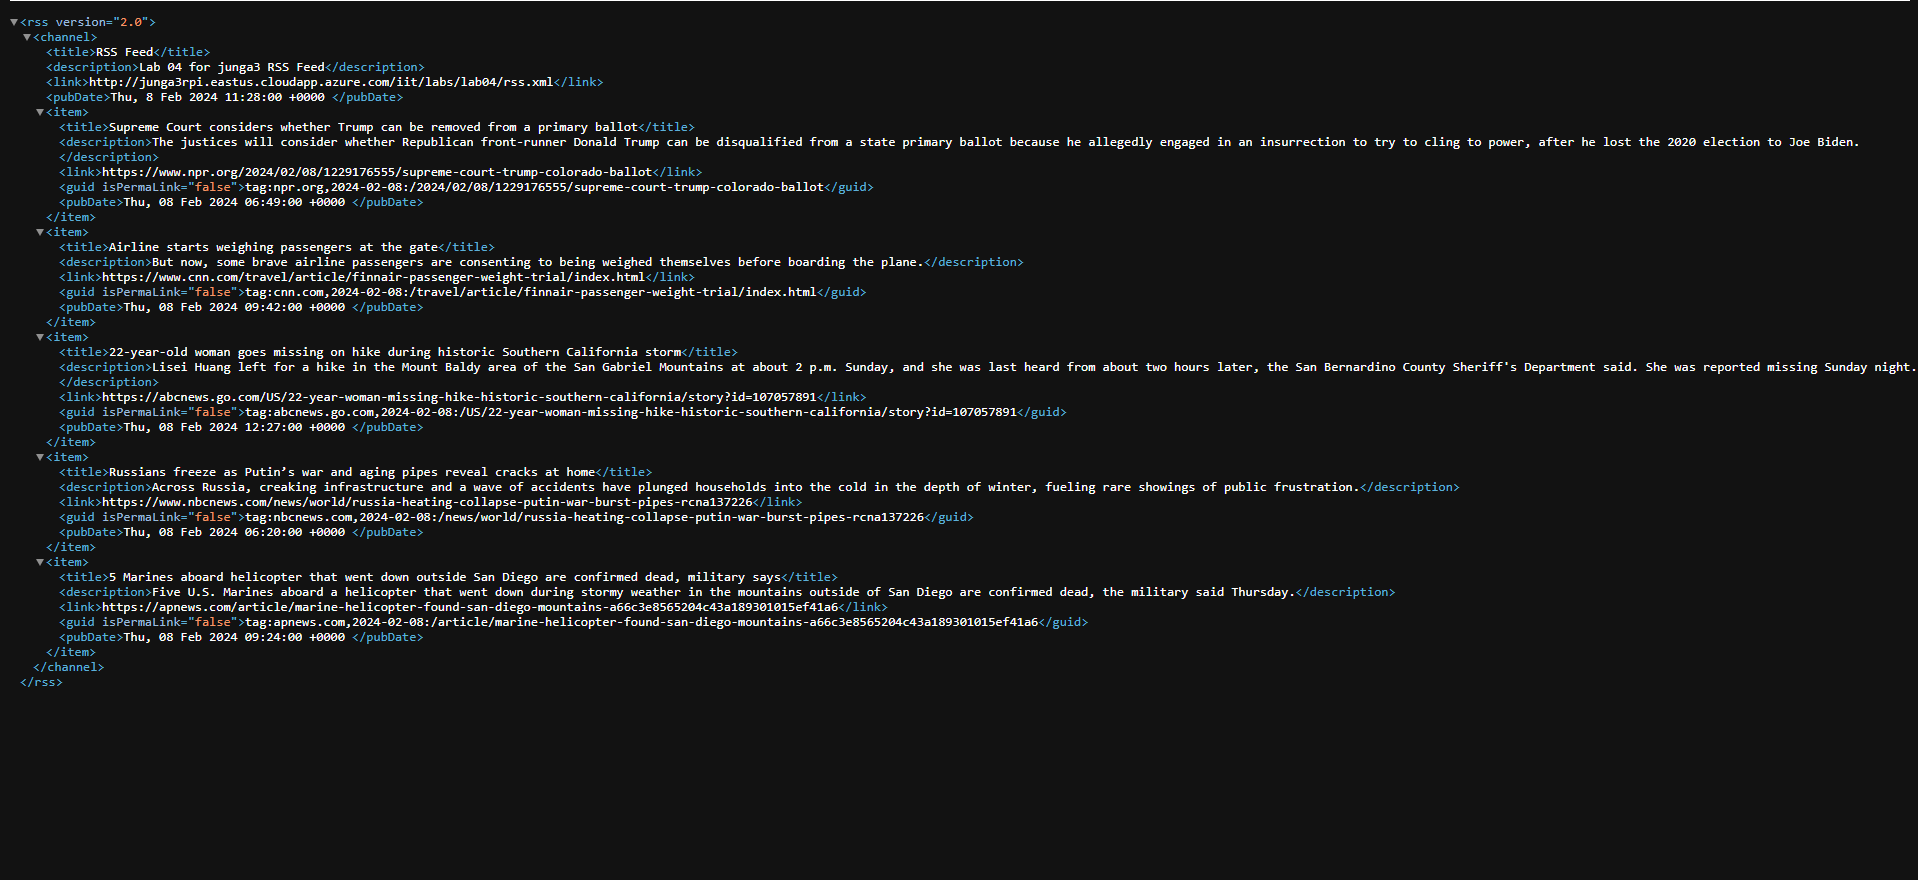 <rss version="2.0">
<channel>
<title>RSS Feed</title>
<description>Lab 04 for junga3 RSS Feed</description>
<link>http://junga3rpi.eastus.cloudapp.azure.com/iit/labs/lab04/rss.xml</link>
<pubDate>Thu, 8 Feb 2024 11:28:00 +0000 </pubDate>
<item>
<title>Supreme Court considers whether Trump can be removed from a primary ballot</title>
<description>The justices will consider whether Republican front-runner Donald Trump can be disqualified from a state primary ballot because he allegedly engaged in an insurrection to try to cling to power, after he lost the 2020 election to Joe Biden.
</description>
<link>https://www.npr.org/2024/02/08/1229176555/supreme-court-trump-colorado-ballot</link>
<guid isPermaLink="false">tag:npr.org,2024-02-08:/2024/02/08/1229176555/supreme-court-trump-colorado-ballot</guid>
<pubDate>Thu, 08 Feb 2024 06:49:00 +0000 </pubDate>
</item>
<item>
<title>Airline starts weighing passengers at the gate</title>
<description>But now, some brave airline passengers are consenting to being weighed themselves before boarding the plane.</description>
<link>https://www.cnn.com/travel/article/finnair-passenger-weight-trial/index.html</link>
<guid isPermaLink="false">tag:cnn.com,2024-02-08:/travel/article/finnair-passenger-weight-trial/index.html</guid>
<pubDate>Thu, 08 Feb 2024 09:42:00 +0000 </pubDate>
</item>
<item>
<title>22-year-old woman goes missing on hike during historic Southern California storm</title>
<description>Lisei Huang left for a hike in the Mount Baldy area of the San Gabriel Mountains at about 2 p.m. Sunday, and she was last heard from about two hours later, the San Bernardino County Sheriff's Department said. She was reported missing Sunday night.
</description>
<link>https://abcnews.go.com/US/22-year-woman-missing-hike-historic-southern-california/story?id=107057891</link>
<guid isPermaLink="false">tag:abcnews.go.com,2024-02-08:/US/22-year-woman-missing-hike-historic-southern-california/story?id=107057891</guid>
<pubDate>Thu, 08 Feb 2024 12:27:00 +0000 </pubDate>
</item>
<item>
<title>Russians freeze as Putin’s war and aging pipes reveal cracks at home</title>
<description>Across Russia, creaking infrastructure and a wave of accidents have plunged households into the cold in the depth of winter, fueling rare showings of public frustration.</description>
<link>https://www.nbcnews.com/news/world/russia-heating-collapse-putin-war-burst-pipes-rcna137226</link>
<guid isPermaLink="false">tag:nbcnews.com,2024-02-08:/news/world/russia-heating-collapse-putin-war-burst-pipes-rcna137226</guid>
<pubDate>Thu, 08 Feb 2024 06:20:00 +0000 </pubDate>
</item>
<item>
<title>5 Marines aboard helicopter that went down outside San Diego are confirmed dead, military says</title>
<description>Five U.S. Marines aboard a helicopter that went down during stormy weather in the mountains outside of San Diego are confirmed dead, the military said Thursday.</description>
<link>https://apnews.com/article/marine-helicopter-found-san-diego-mountains-a66c3e8565204c43a189301015ef41a6</link>
<guid isPermaLink="false">tag:apnews.com,2024-02-08:/article/marine-helicopter-found-san-diego-mountains-a66c3e8565204c43a189301015ef41a6</guid>
<pubDate>Thu, 08 Feb 2024 09:24:00 +0000 </pubDate>
</item>
</channel>
</rss>